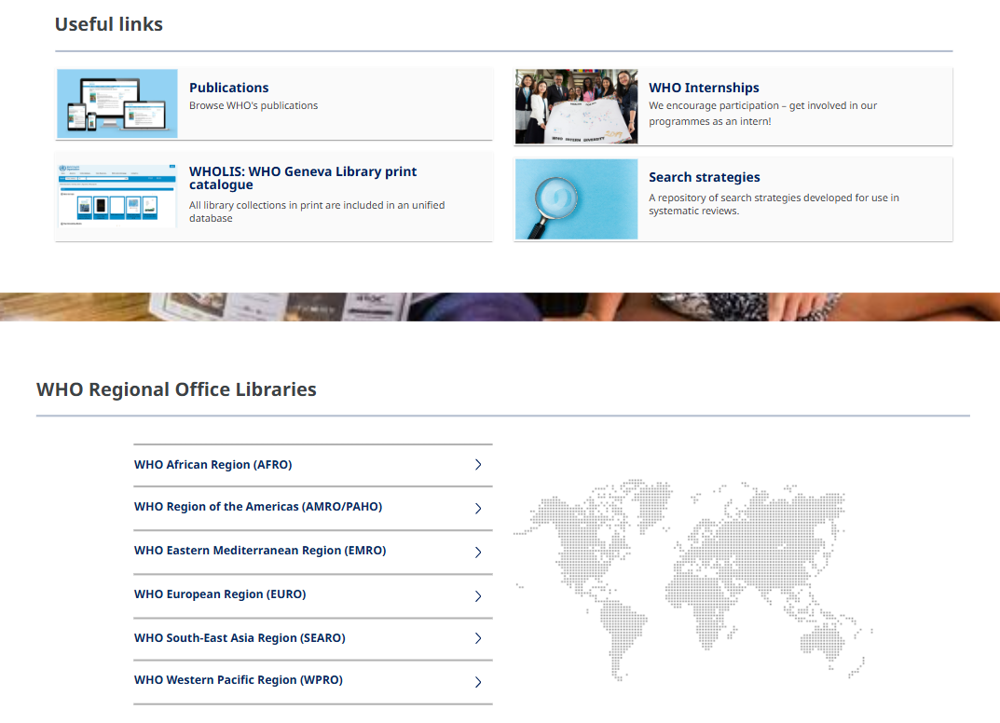 Useful links
Publications
Browse WHO's publications
WHO Internships
We encourage participation – get involved in our
programmes as an intern!
WHO INTERN DIVERSITY
WHOLIS: WHO Geneva Library print
catalogue
All library collections in print are included in an unified
database
Search strategies
A repository of search strategies developed for use in
systematic reviews.
WHO Regional Office Libraries
WHO African Region (AFRO)
WHO Region of the Americas (AMRO/PAHO)
WHO Eastern Mediterranean Region (EMRO)
WHO European Region (EURO)
WHO South-East Asia Region (SEARO)
WHO Western Pacific Region (WPRO)